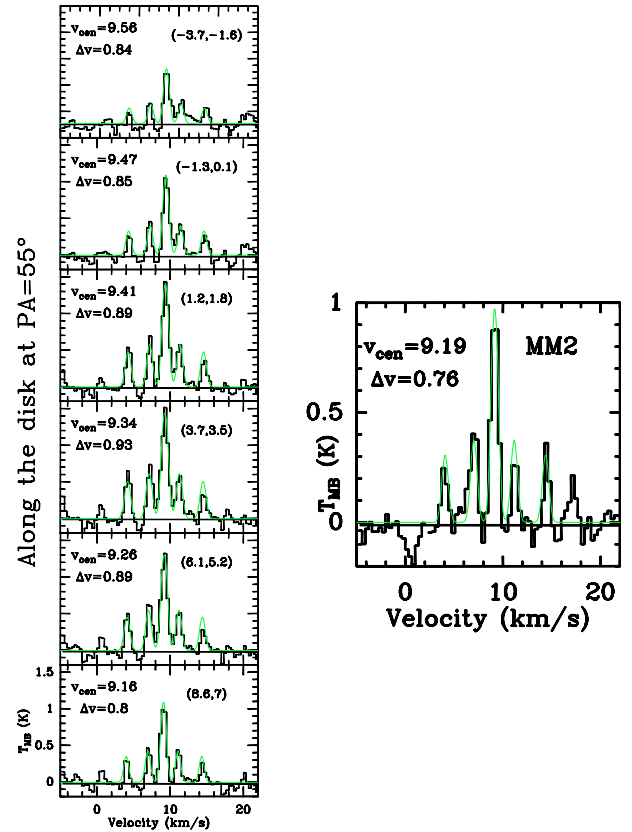 Along the disk at PA=55°
v_cen=9.56 (-3.7,-1.6)
Δv=0.84
v_cen=9.47 (-1.3,0.1)
Δv=0.85
v_cen=9.41 (1.2,1.8)
Δv=0.89
v_cen=9.34 (3.7,3.5)
Δv=0.93
v_cen=9.26 (6.1,5.2)
Δv=0.89
v_cen=9.16 (8.6,7)
Δv=0.8
T_MB (K)
1.5
1
0.5
0
0 10 20
Velocity (km/s)
v_cen=9.19 MM2
Δv=0.76
T_MB (K)
1
0.5
0
0 10 20
Velocity (km/s)